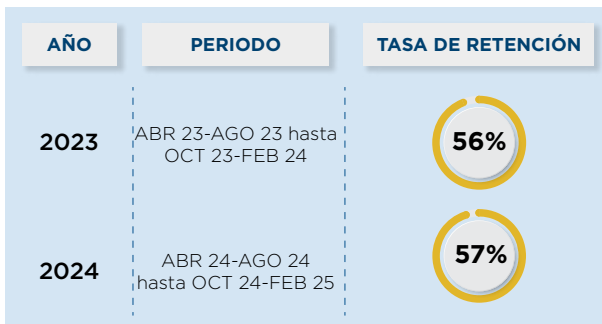 AÑO PERIODO TASA DE RETENCIÓN
2023 ABR 23-AGO 23 hasta
OCT 23-FEB 24
56%
2024 ABR 24-AGO 24
hasta OCT 24-FEB 25
57%